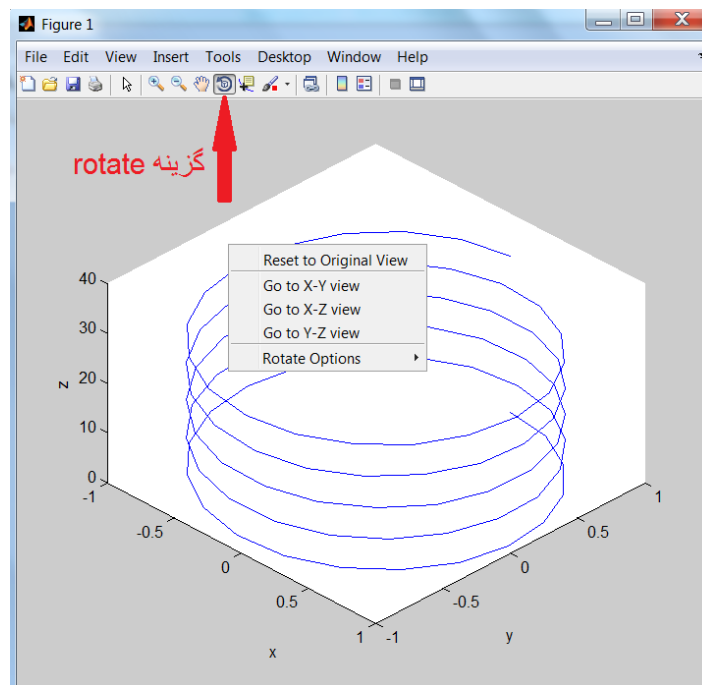 Figure 1
File Edit View Insert Tools Desktop Window Help
گزینه rotate
Reset to Original View
Go to X-Y view
Go to X-Z view
Go to Y-Z view
Rotate Options
40
30
20
10
0
z
-1
-0.5
0
0.5
1
x
-1
-0.5
0
0.5
1
y